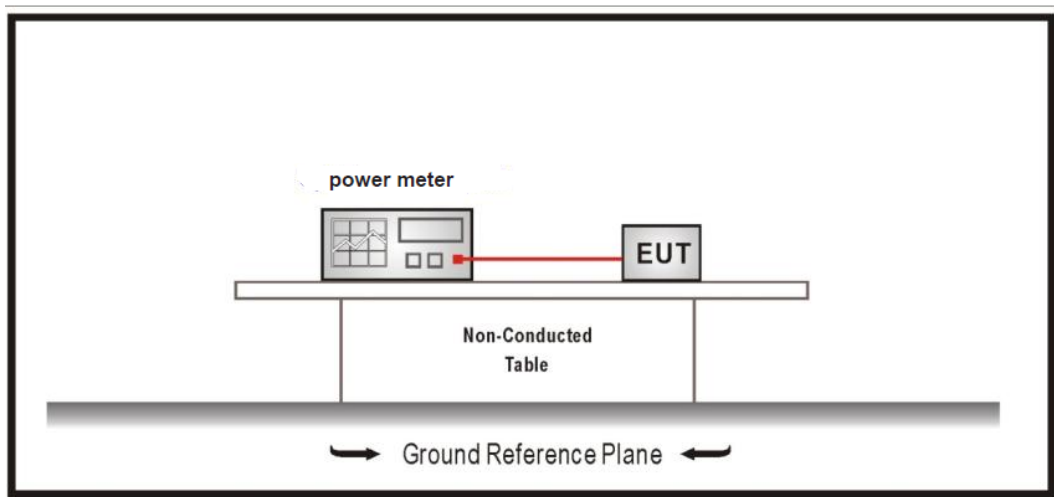 power meter
EUT
Non-Conducted
Table
Ground Reference Plane